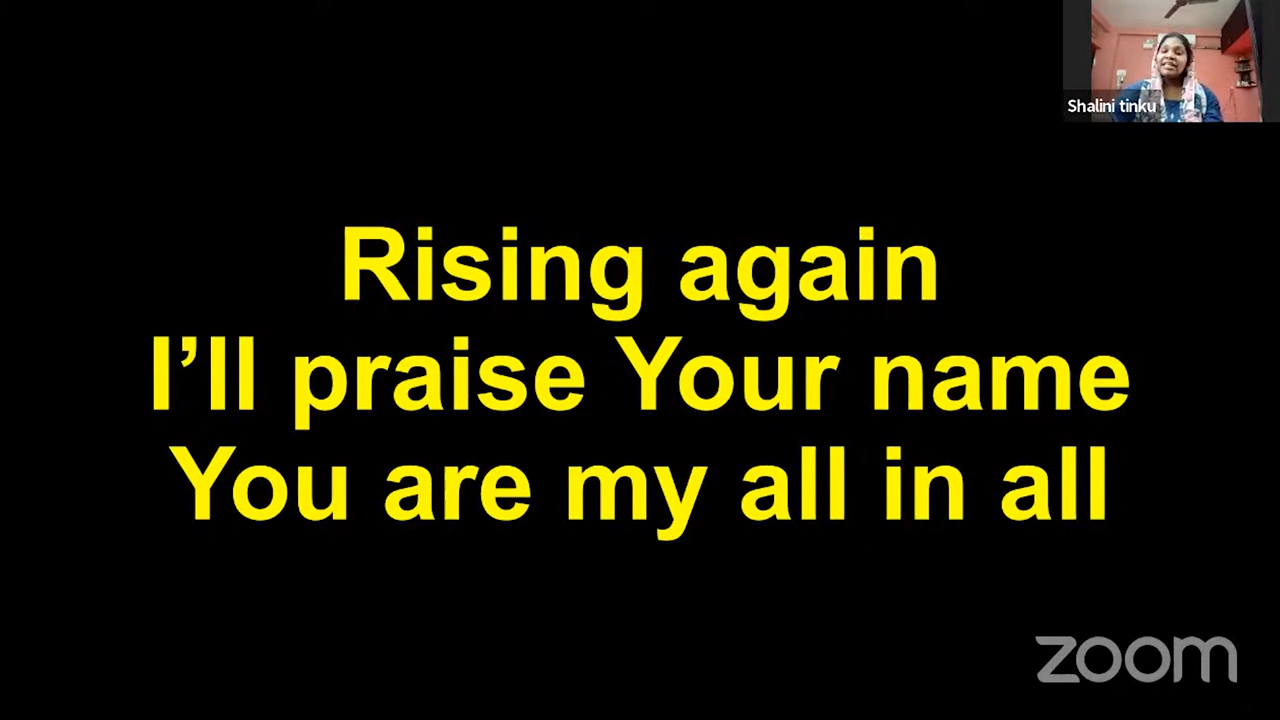 Shalini tinku
Rising again
I’ll praise Your name
You are my all in all
zoom